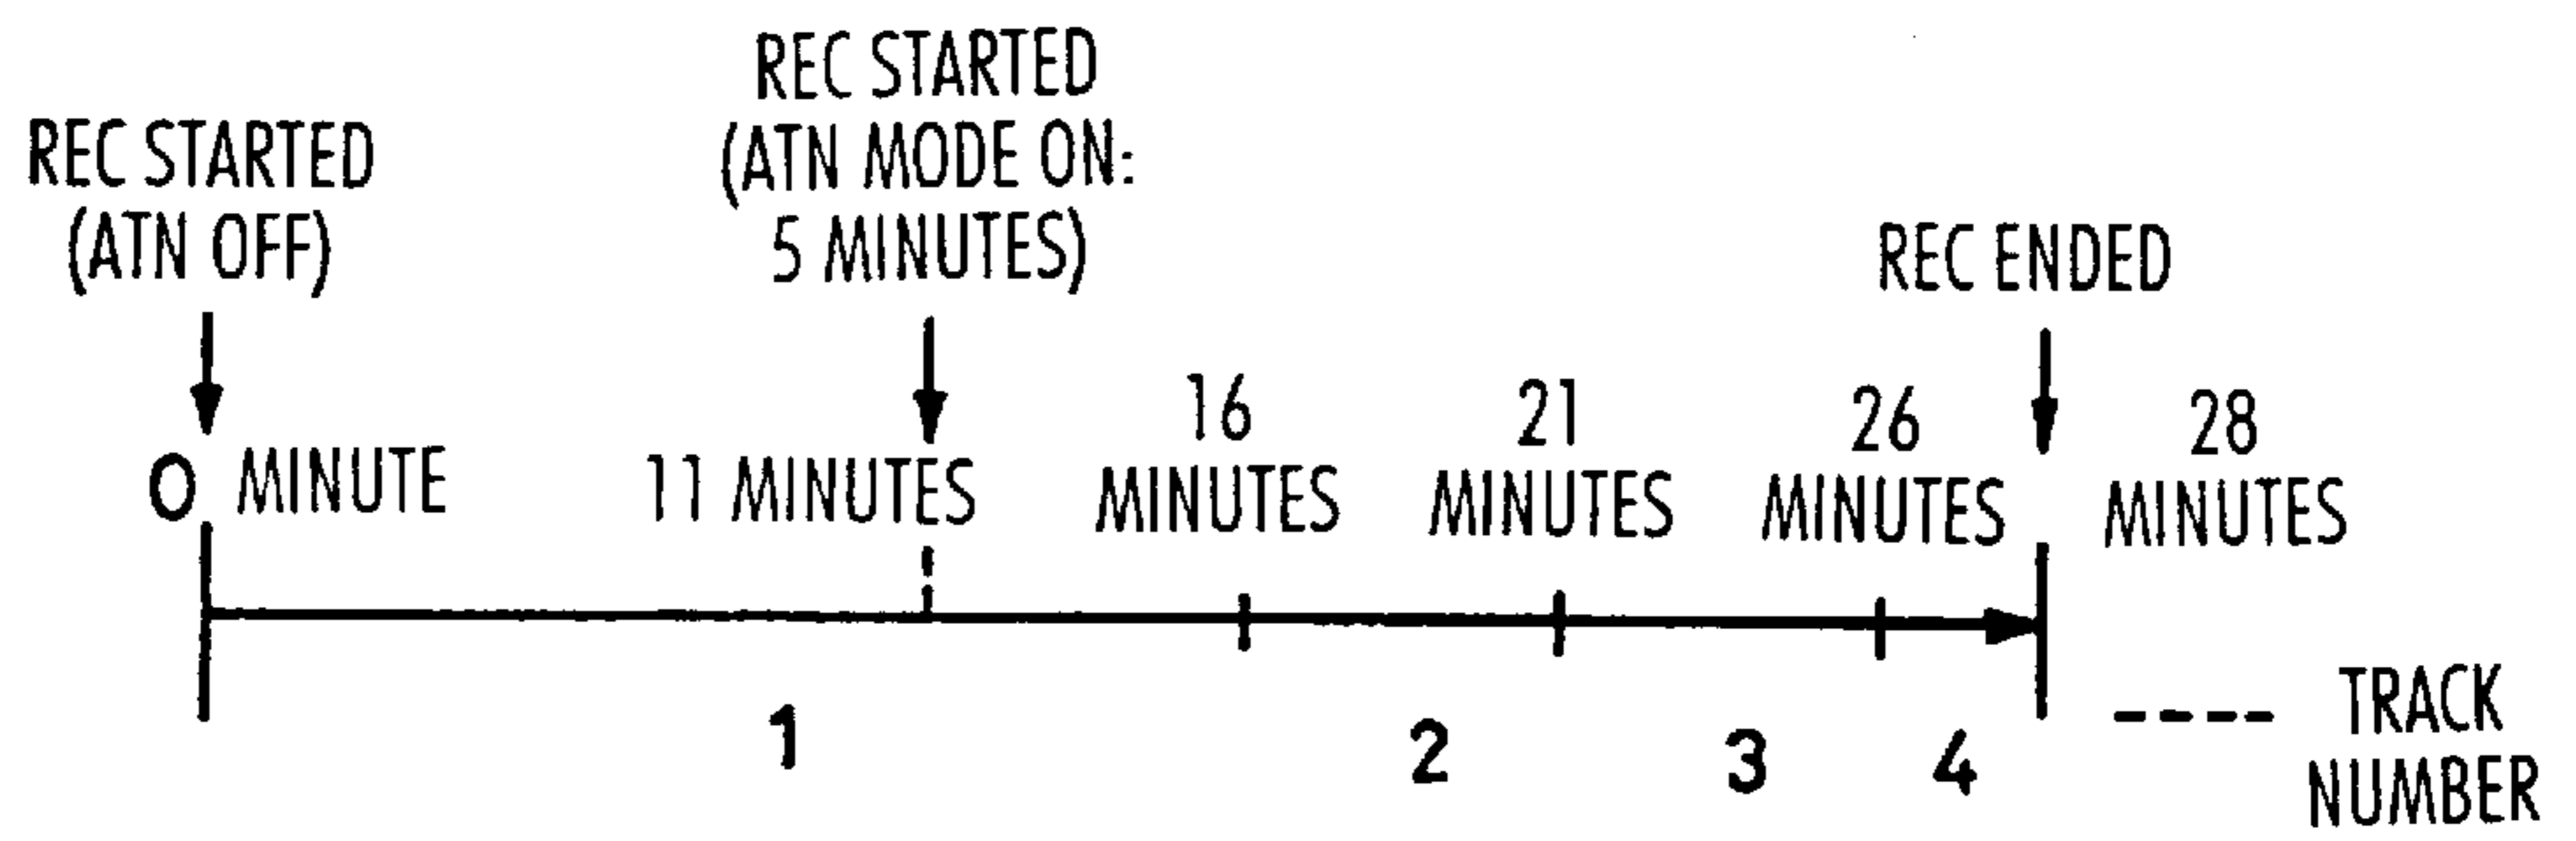 REC STARTED
(ATN OFF)
REC STARTED
(ATN MODE ON:
5 MINUTES)
REC ENDED
0 MINUTE
11 MINUTES
16
MINUTES
21
MINUTES
26
MINUTES
28
MINUTES
1
2
3
4
---- TRACK
NUMBER